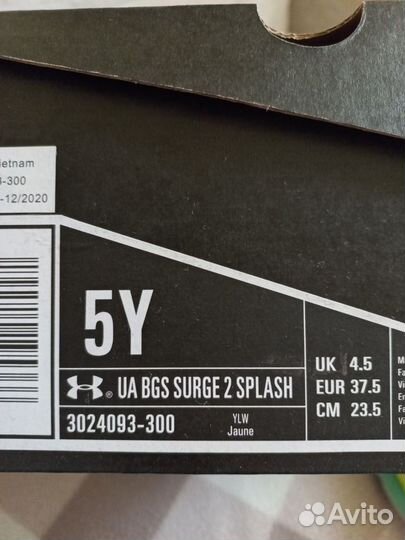 ietnam
-300
-12/2020
5Y
UA BGS SURGE 2 SPLASH
3024093-300
YLW
Jaune
UK 4.5
EUR 37.5
CM 23.5
Avito